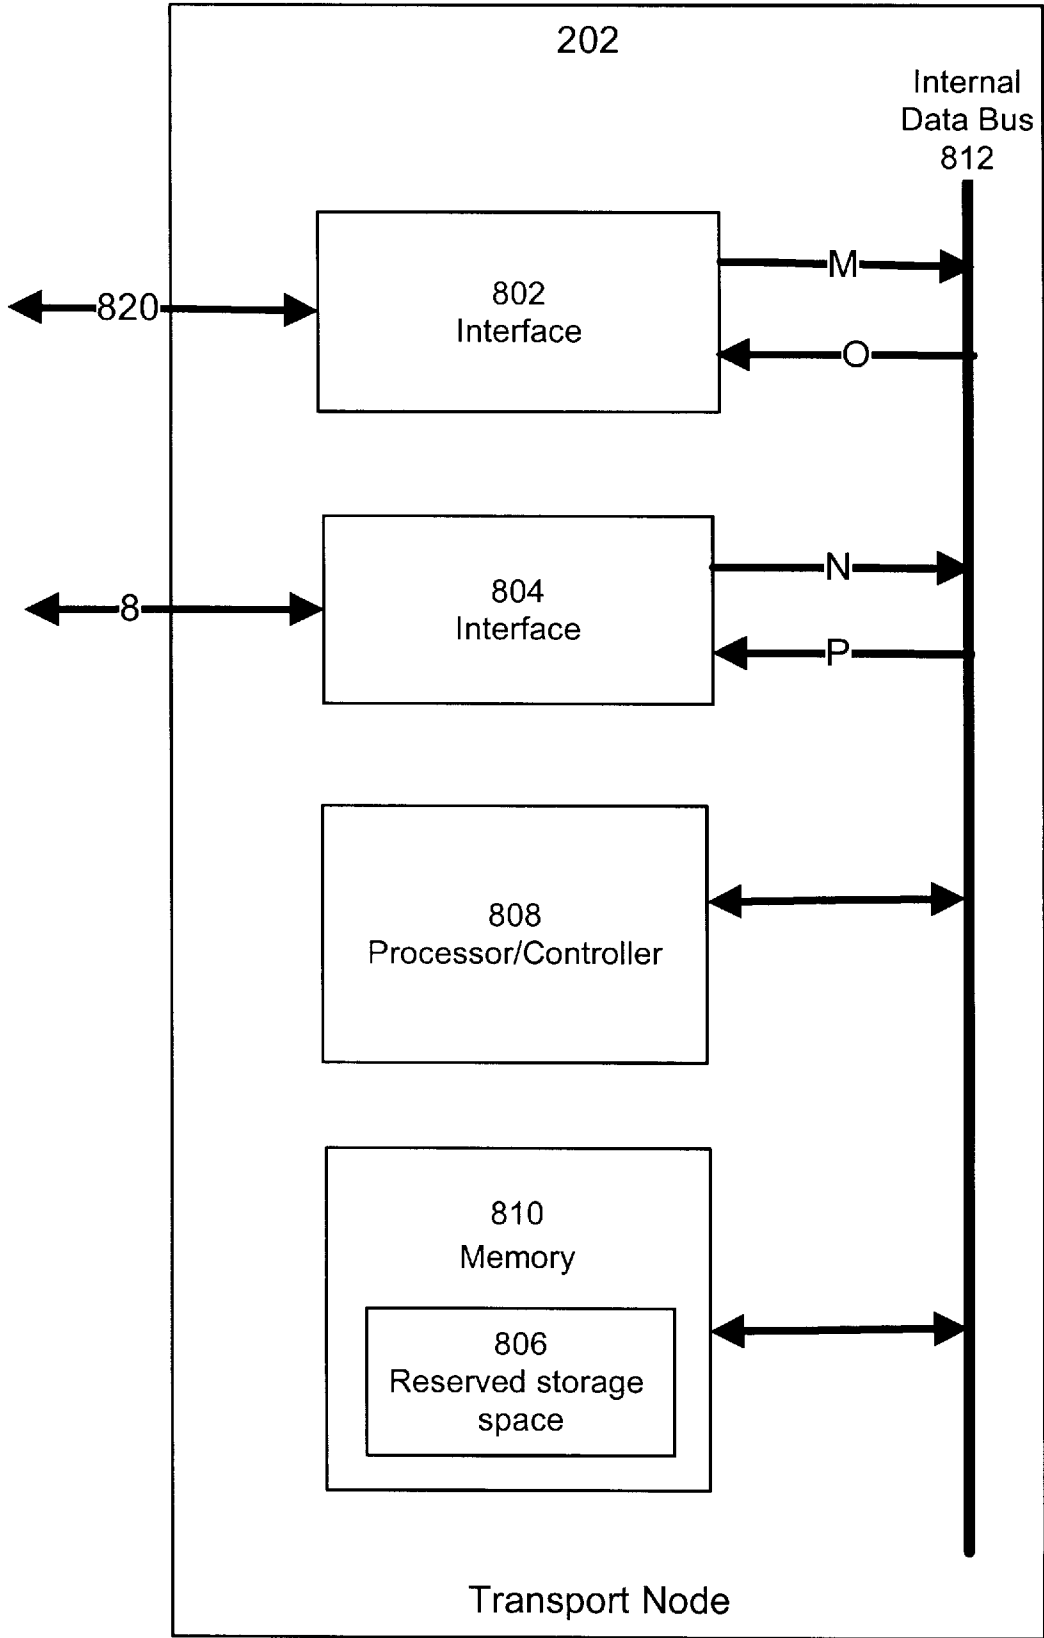 202
Internal
Data Bus
812
M
802
Interface
820
O
N
804
Interface
8
P
808
Processor/Controller
810
Memory
806
Reserved storage
space
Transport Node